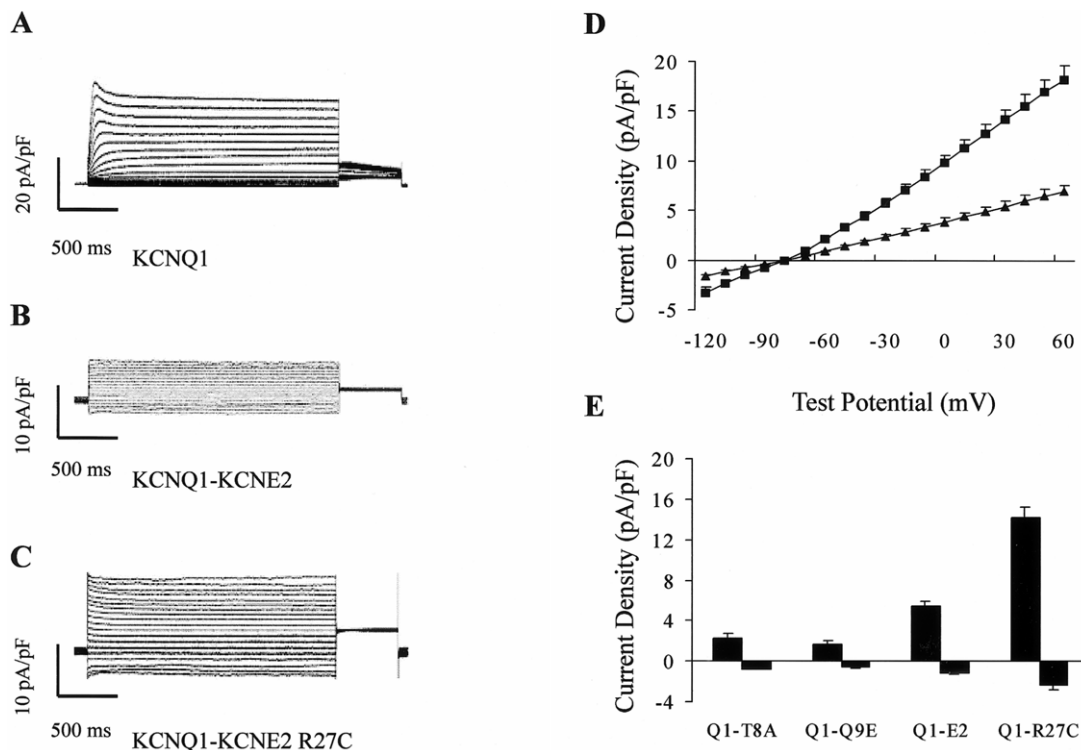 A
20 pA/pF
500 ms
KCNQ1
B
10 pA/pF
500 ms
KCNQ1-KCNE2
C
10 pA/pF
500 ms
KCNQ1-KCNE2 R27C
D
Current Density (pA/pF)
20
15
10
5
0
-5
-120 -90 -60 -30 0 30 60
Test Potential (mV)
E
Current Density (pA/pF)
20
16
12
8
4
0
-4
Q1-T8A Q1-Q9E Q1-E2 Q1-R27C